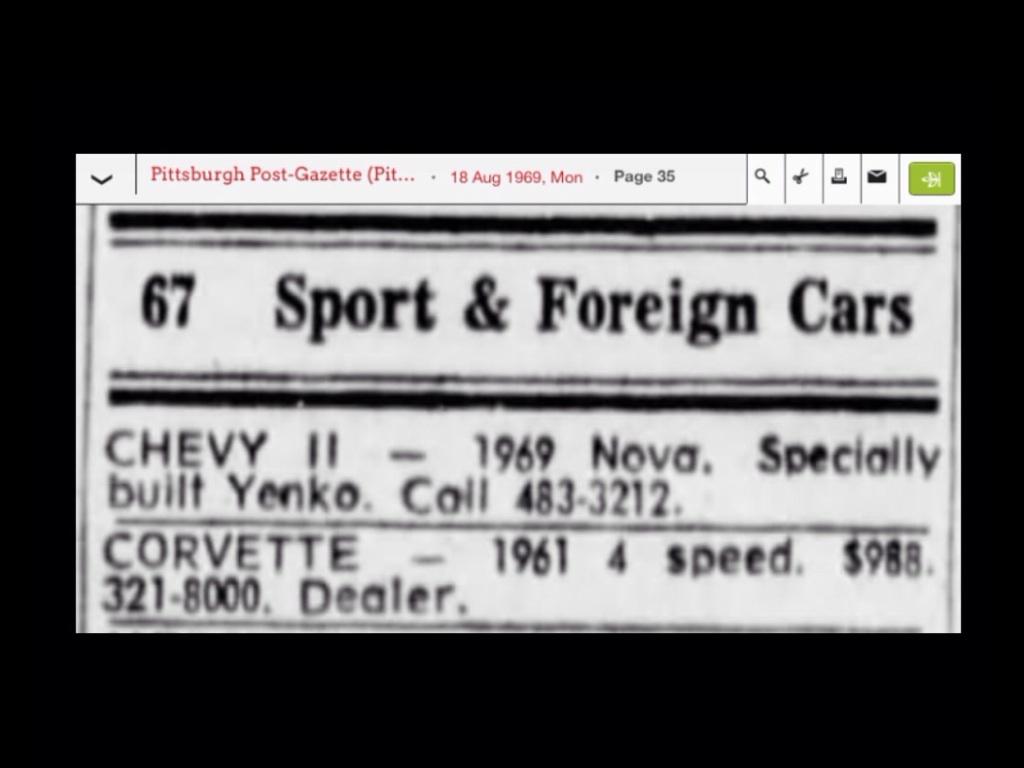 Pittsburgh Post-Gazette (Pit... · 18 Aug 1969, Mon · Page 35
67 Sport & Foreign Cars
CHEVY II — 1969 Nova. Specially
built Yenko. Call 483-3212.
CORVETTE — 1961 4 speed. $988.
321-8000. Dealer.